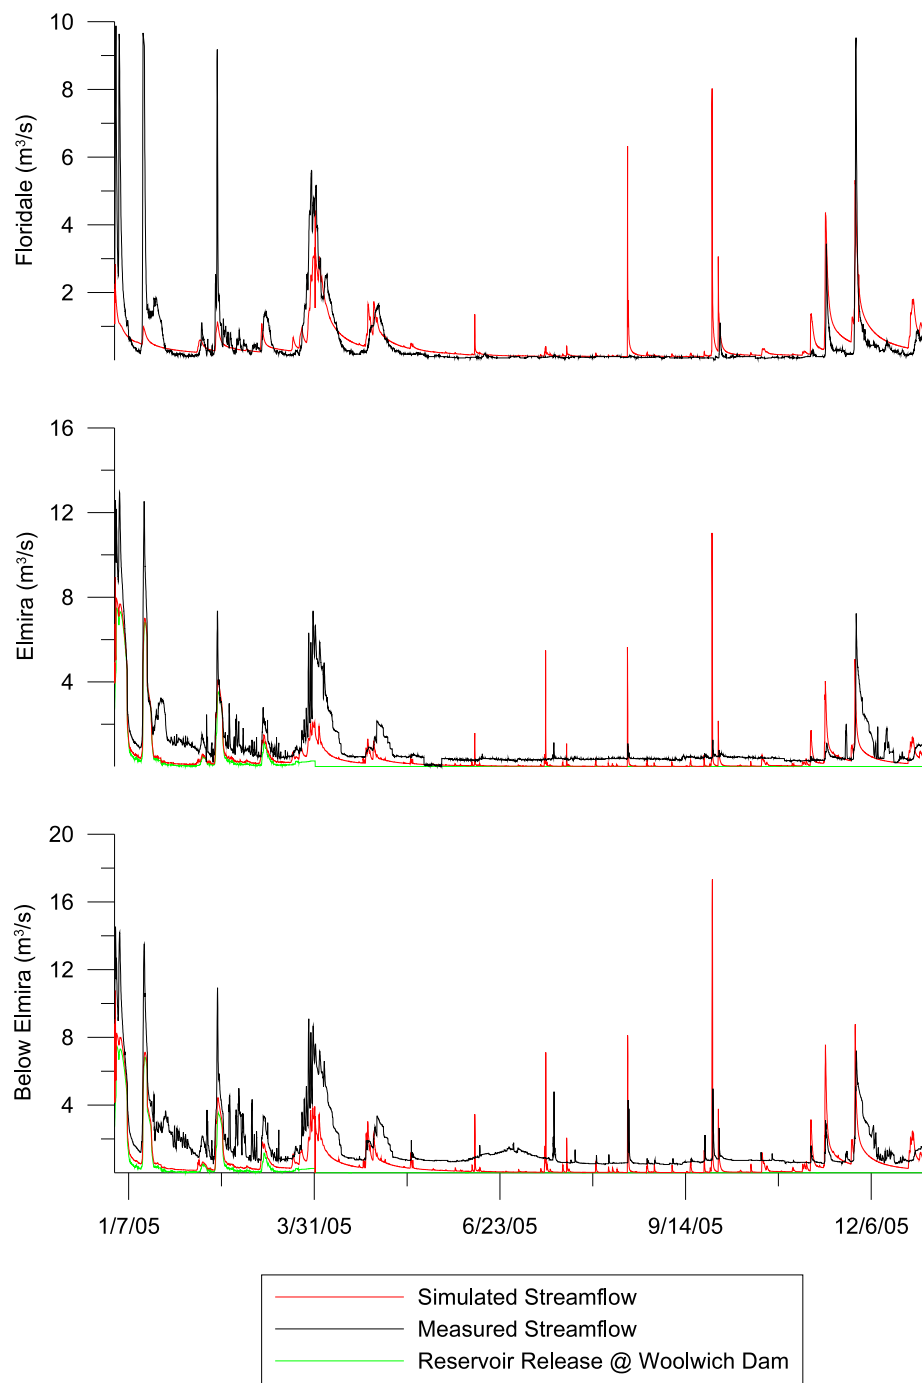 10
8
6
4
2
Floridale (m³/s)
16
12
8
4
Elmira (m³/s)
20
16
12
8
4
Below Elmira (m³/s)
1/7/05 3/31/05 6/23/05 9/14/05 12/6/05
Simulated Streamflow
Measured Streamflow
Reservoir Release @ Woolwich Dam